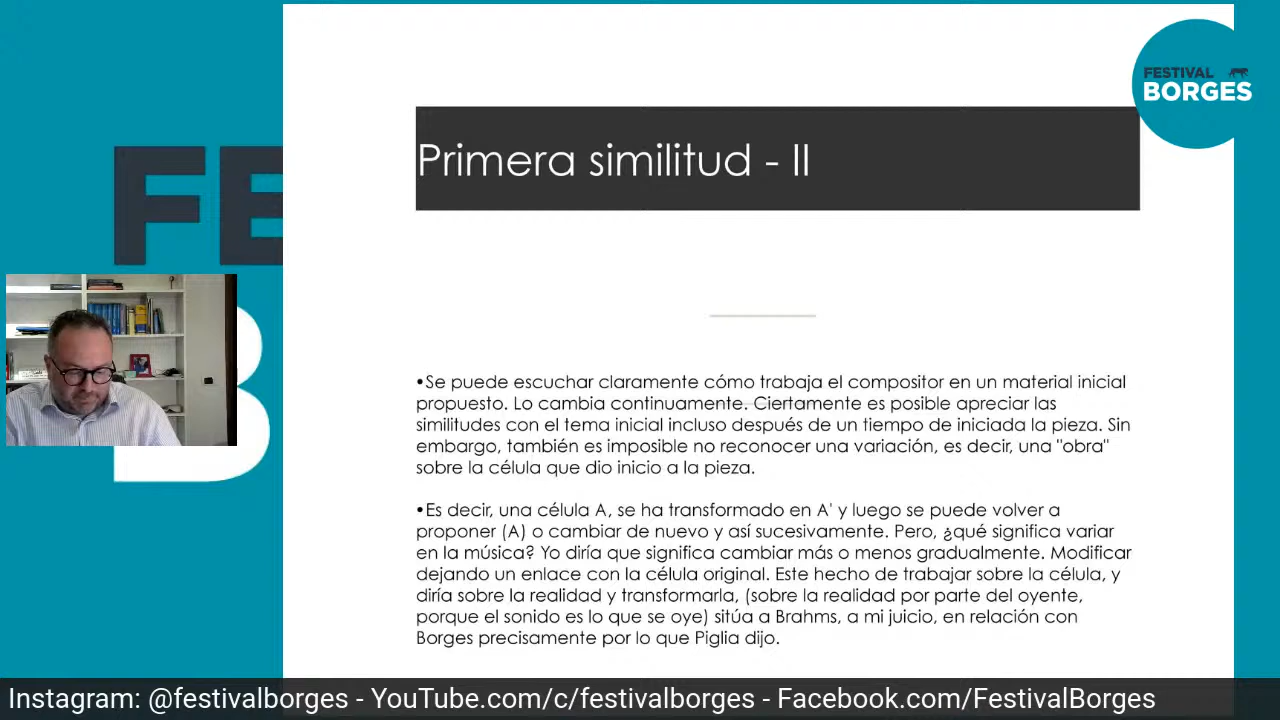 FESTIVAL
BORGES
FE
B
Primera similitud - II
•Se puede escuchar claramente cómo trabaja el compositor en un material inicial
propuesto. Lo cambia continuamente. Ciertamente es posible apreciar las
similitudes con el tema inicial incluso después de un tiempo de iniciada la pieza. Sin
embargo, también es imposible no reconocer una variación, es decir, una "obra"
sobre la célula que dio inicio a la pieza.
•Es decir, una célula A, se ha transformado en A' y luego se puede volver a
proponer (A) o cambiar de nuevo y así sucesivamente. Pero, ¿qué significa variar
en la música? Yo diría que significa cambiar más o menos gradualmente. Modificar
dejando un enlace con la célula original. Este hecho de trabajar sobre la célula, y
diría sobre la realidad y transformarla, (sobre la realidad por parte del oyente,
porque el sonido es lo que se oye) sitúa a Brahms, a mi juicio, en relación con
Borges precisamente por lo que Piglia dijo.
Instagram: @festivalborges - YouTube.com/c/festivalborges - Facebook.com/FestivalBorges